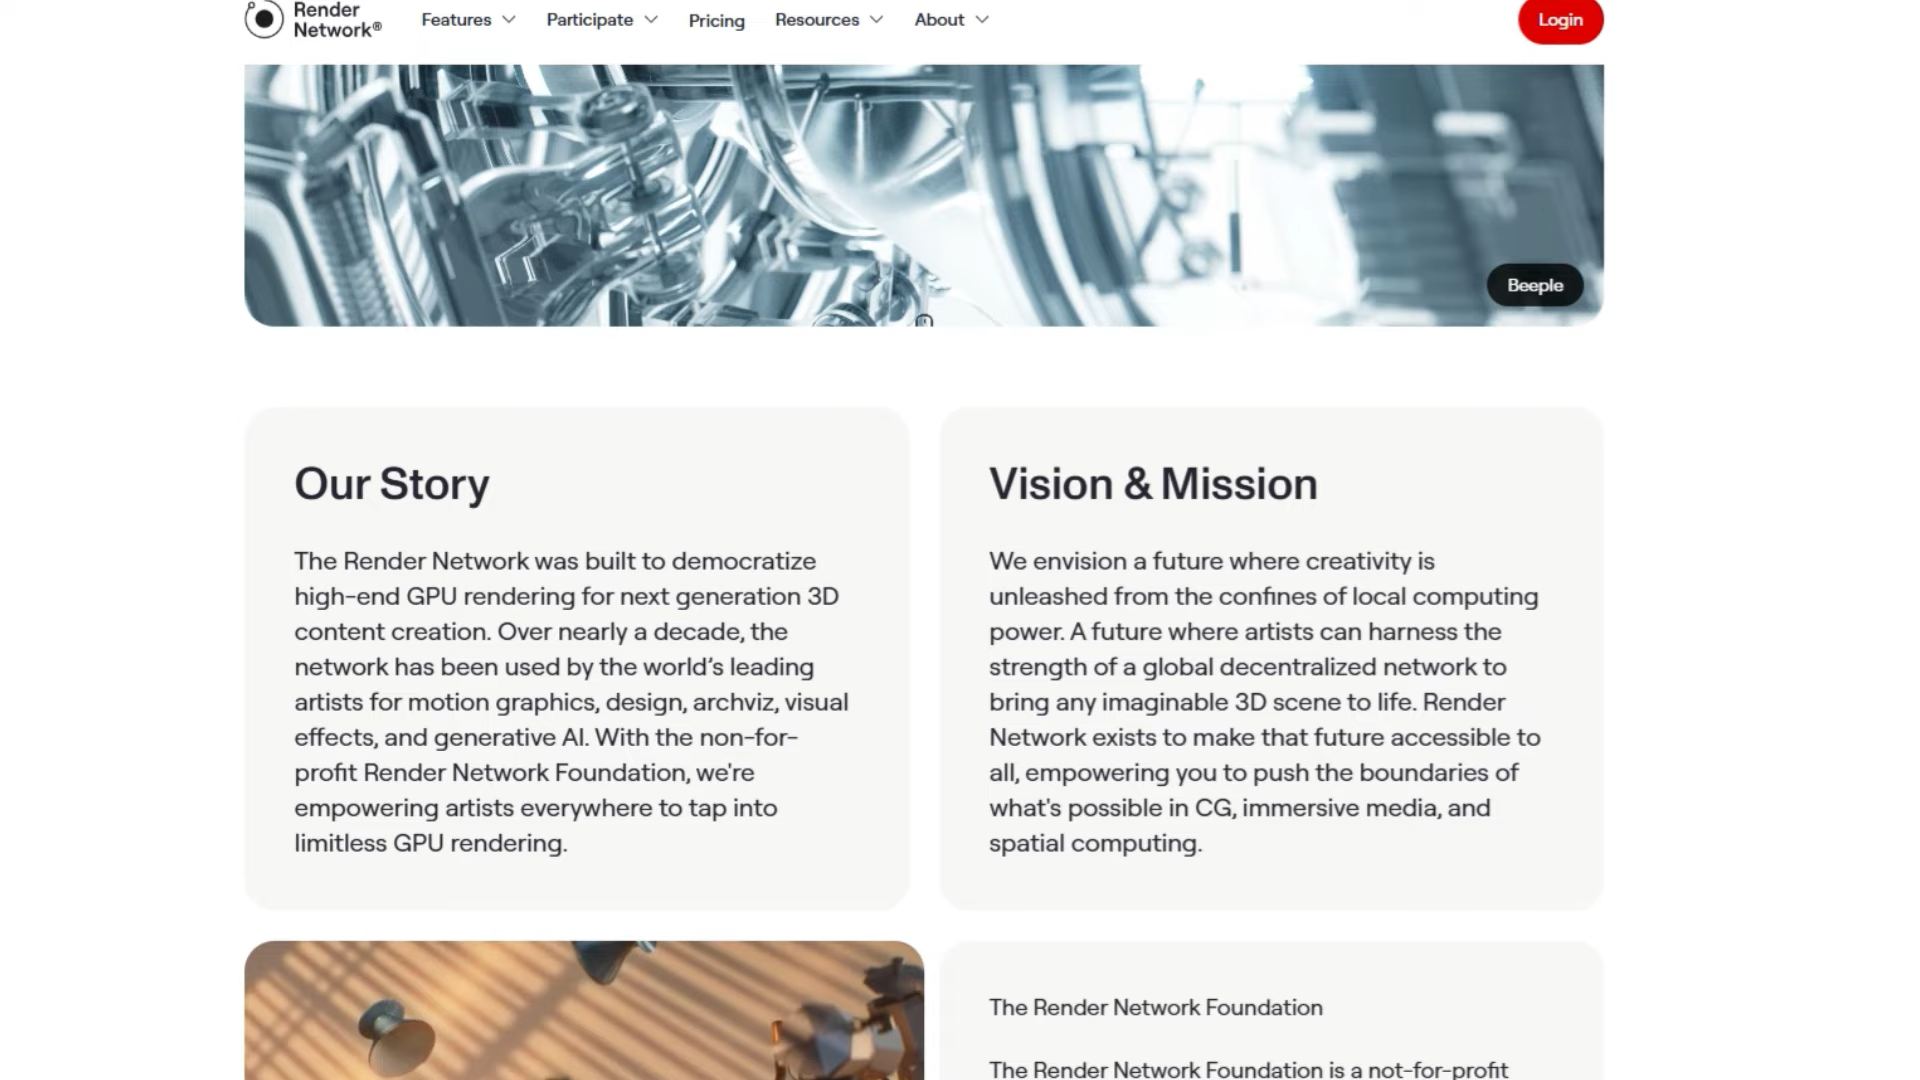 Render
Network®
Features
Participate
Pricing
Resources
About
Login
Beeple
Our Story
The Render Network was built to democratize
high-end GPU rendering for next generation 3D
content creation. Over nearly a decade, the
network has been used by the world’s leading
artists for motion graphics, design, archviz, visual
effects, and generative AI. With the non-for-
profit Render Network Foundation, we're
empowering artists everywhere to tap into
limitless GPU rendering.
Vision & Mission
We envision a future where creativity is
unleashed from the confines of local computing
power. A future where artists can harness the
strength of a global decentralized network to
bring any imaginable 3D scene to life. Render
Network exists to make that future accessible to
all, empowering you to push the boundaries of
what's possible in CG, immersive media, and
spatial computing.
The Render Network Foundation
The Render Network Foundation is a not-for-profit